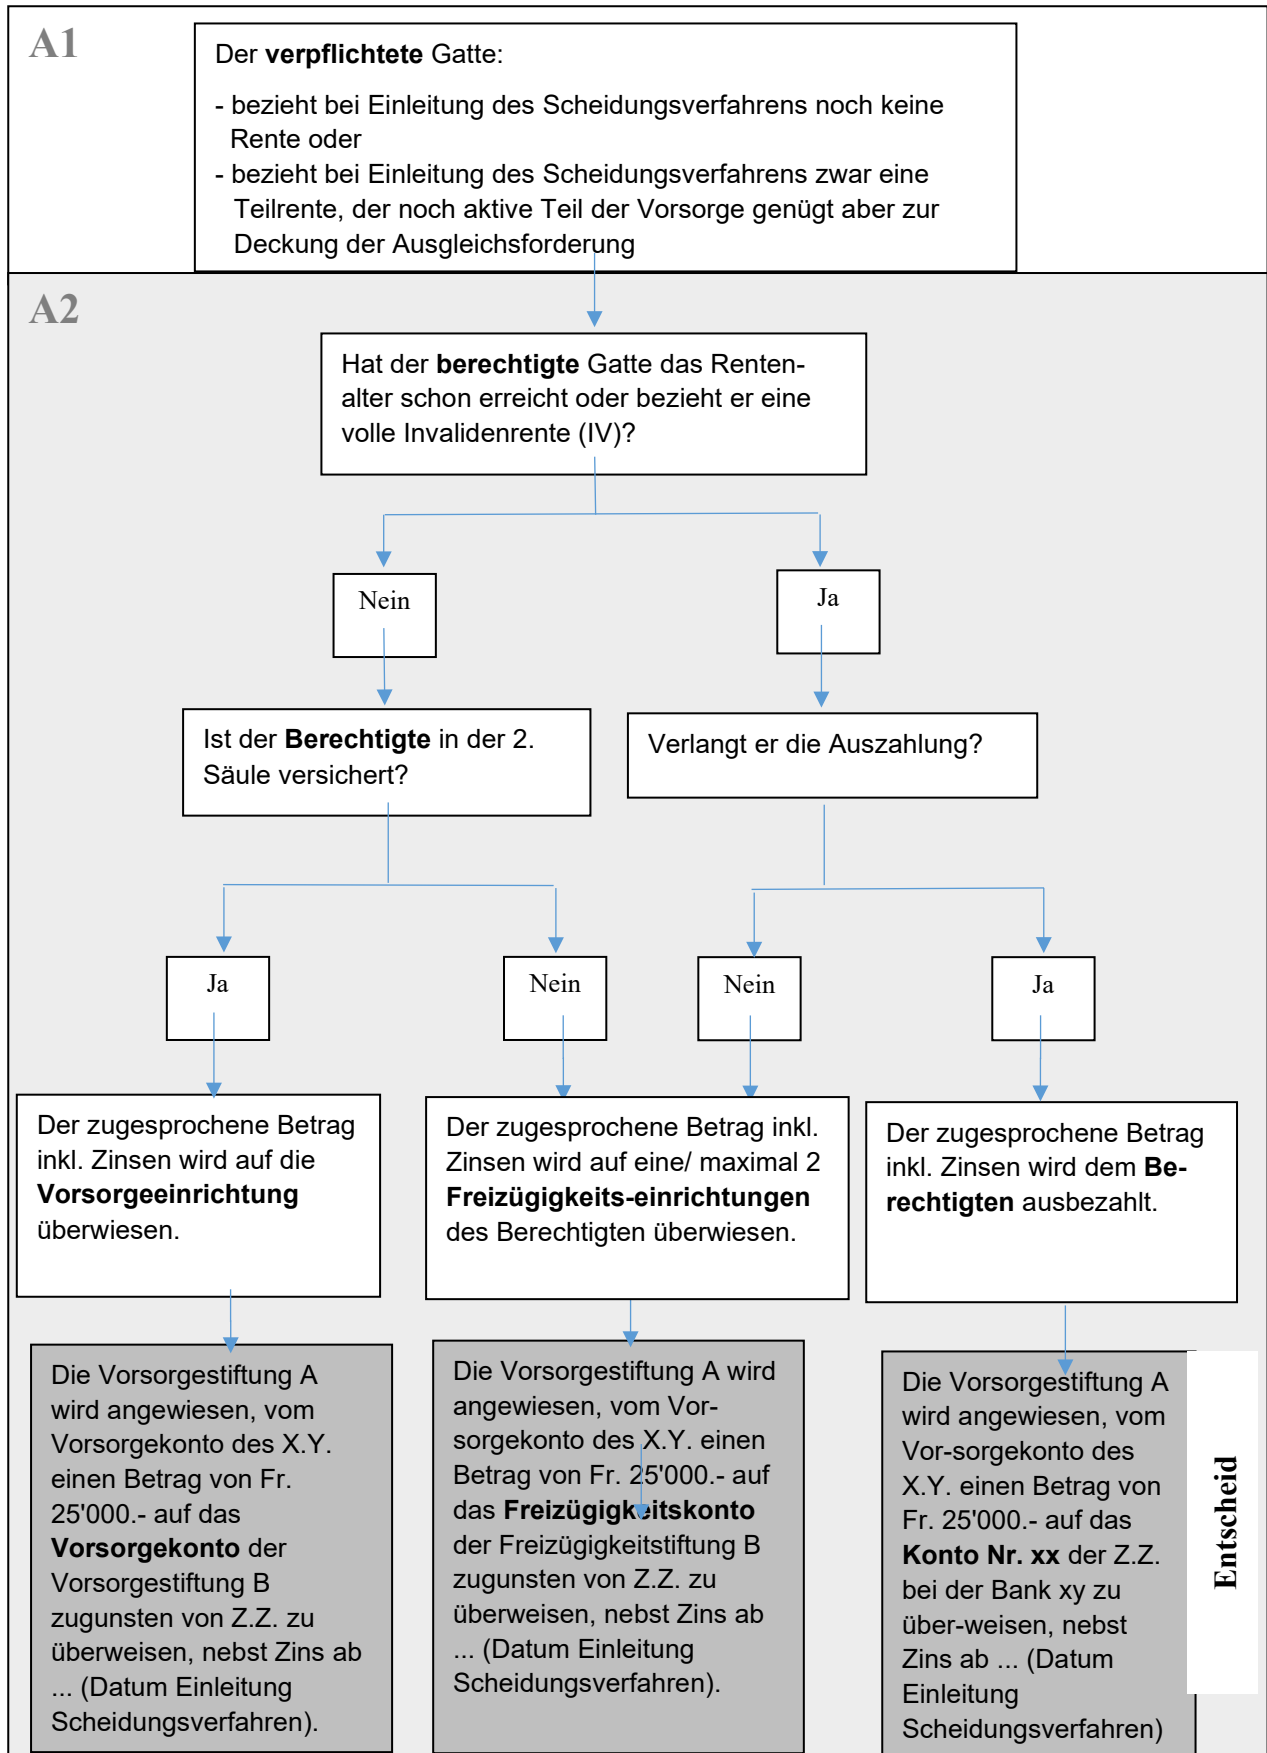 A1
Der verpflichtete Gatte:
- bezieht bei Einleitung des Scheidungsverfahrens noch keine
Rente oder
- bezieht bei Einleitung des Scheidungsverfahrens zwar eine
Teilrente, der noch aktive Teil der Vorsorge genügt aber zur
Deckung der Ausgleichsforderung
A2
Hat der berechtigte Gatte das Renten-
alter schon erreicht oder bezieht er eine
volle Invalidenrente (IV)?
Nein
Ja
Ist der Berechtigte in der 2.
Säule versichert?
Verlangt er die Auszahlung?
Ja
Nein
Nein
Ja
Der zugesprochene Betrag
inkl. Zinsen wird auf die
Vorsorgeeinrichtung
überwiesen.
Der zugesprochene Betrag inkl.
Zinsen wird auf eine/ maximal 2
Freizügigkeits-einrichtungen
des Berechtigten überwiesen.
Der zugesprochene Betrag
inkl. Zinsen wird dem Be-
rechtigten ausbezahlt.
Die Vorsorgestiftung A
wird angewiesen, vom
Vorsorgekonto des X.Y.
einen Betrag von Fr.
25'000.- auf das
Vorsorgekonto der
Vorsorgestiftung B
zugunsten von Z.Z. zu
überweisen, nebst Zins ab
... (Datum Einleitung
Scheidungsverfahren).
Die Vorsorgestiftung A wird
angewiesen, vom Vor-
sorgekonto des X.Y. einen
Betrag von Fr. 25'000.- auf
das Freizügigkeitskonto
der Freizügigkeitstiftung B
zugunsten von Z.Z. zu
überweisen, nebst Zins ab
... (Datum Einleitung
Scheidungsverfahren).
Die Vorsorgestiftung A
wird angewiesen, vom
Vor-sorgekonto des
X.Y. einen Betrag von
Fr. 25'000.- auf das
Konto Nr. xx der Z.Z.
bei der Bank xy zu
über-weisen, nebst
Zins ab ... (Datum
Einleitung
Scheidungsverfahren)
Entscheid